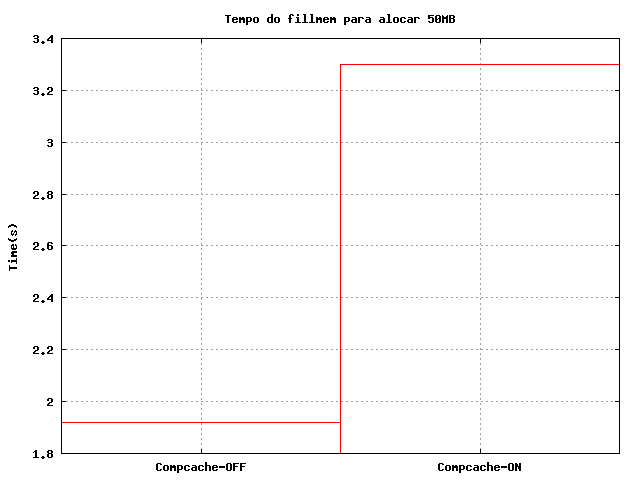 Tempo do fillmem para alocar 50MB
3.4
3.2
3
2.8
2.6
2.4
2.2
2
1.8
Time(s)
Compcache-OFF
Compcache-ON